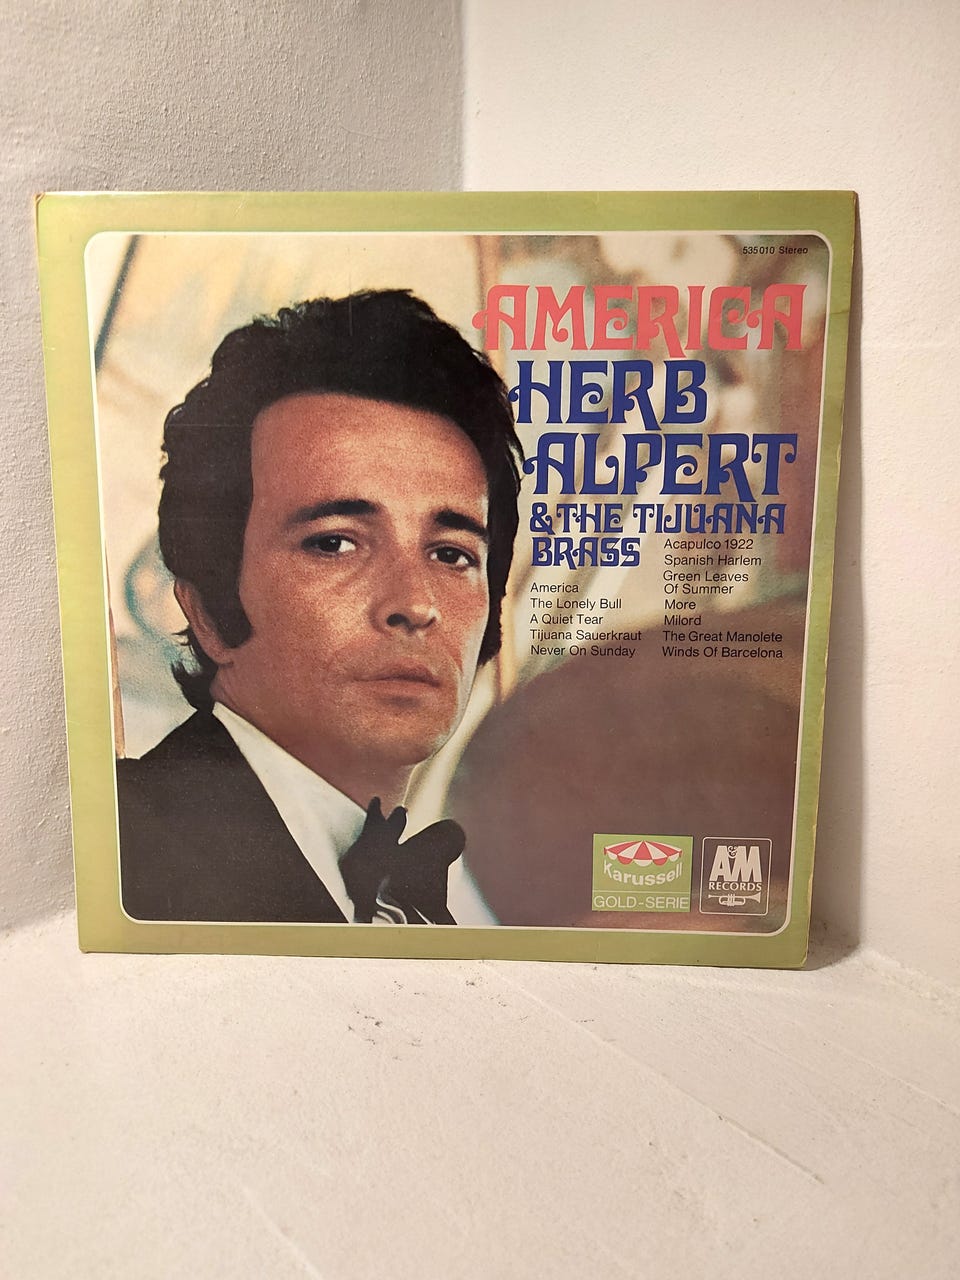 535010 Stereo
AMERICA
HERB
ALPERT
& THE TIJUANA
BRASS
America
The Lonely Bull
A Quiet Tear
Tijuana Sauerkraut
Never On Sunday
Acapulco 1922
Spanish Harlem
Green Leaves
Of Summer
More
Milord
The Great Manolete
Winds Of Barcelona
Karussell
GOLD-SERIE
A&M
RECORDS